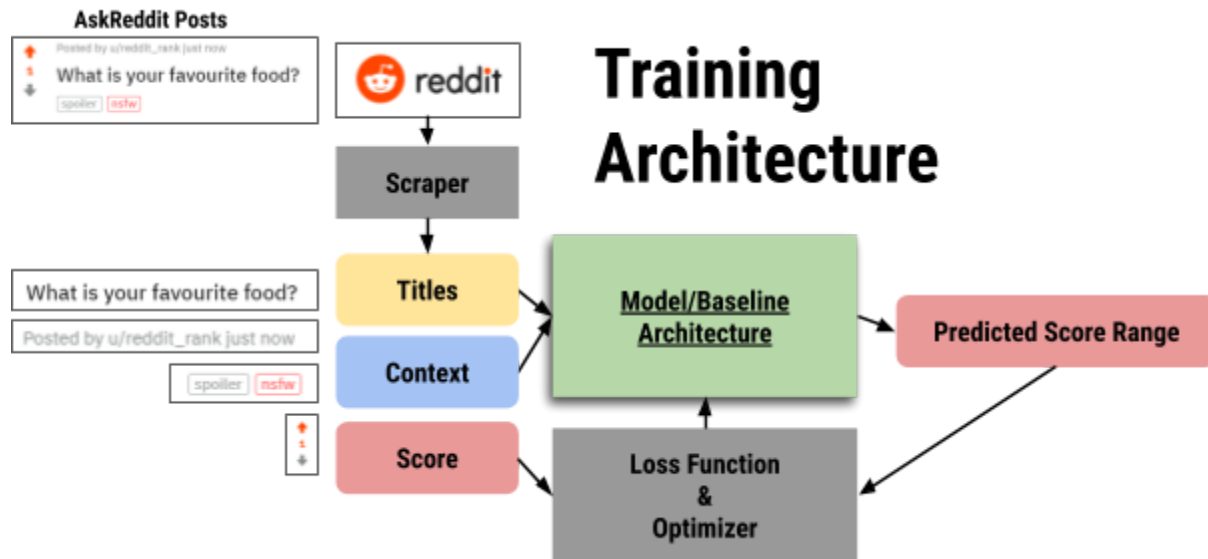 AskReddit Posts
Posted by u/reddit_rank just now
1
What is your favourite food?
spoiler nsfw
reddit
Training
Architecture
Scraper
What is your favourite food?
Titles
Posted by u/reddit_rank just now
Context
spoiler nsfw
1
Score
Model/Baseline
Architecture
Predicted Score Range
Loss Function
&
Optimizer